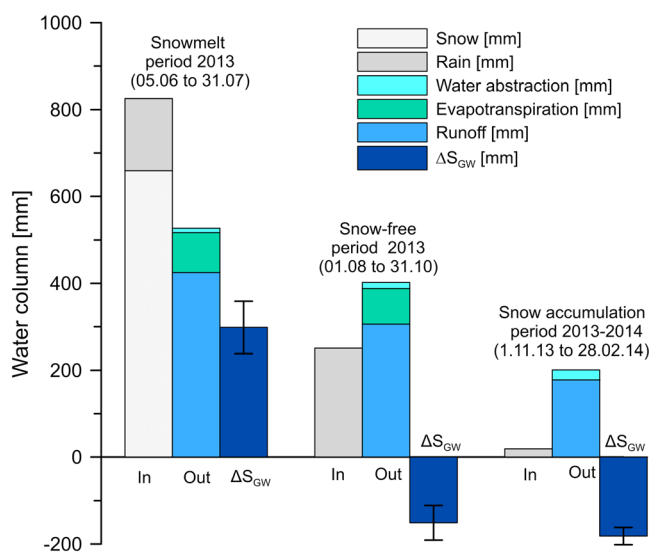 1000
800
600
400
200
0
-200
Water column [mm]
Snowmelt
period 2013
(05.06 to 31.07)
Snow [mm]
Rain [mm]
Water abstraction [mm]
Evapotranspiration [mm]
Runoff [mm]
ΔS_GW [mm]
Snow-free
period 2013
(01.08 to 31.10)
Snow accumulation
period 2013-2014
(1.11.13 to 28.02.14)
In
Out
ΔS_GW
In
Out
ΔS_GW
In
Out
ΔS_GW